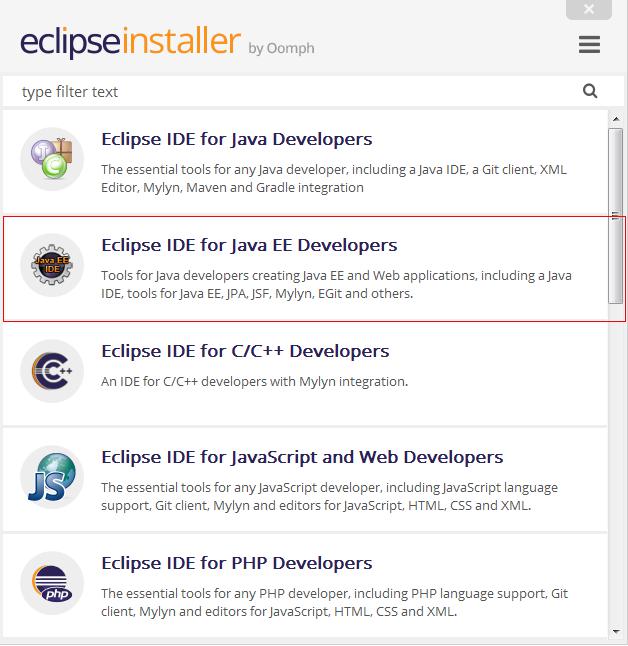 eclipseinstaller by Oomph
type filter text
Eclipse IDE for Java Developers
The essential tools for any Java developer, including a Java IDE, a Git client, XML
Editor, Mylyn, Maven and Gradle integration
Java EE
IDE
Eclipse IDE for Java EE Developers
Tools for Java developers creating Java EE and Web applications, including a Java
IDE, tools for Java EE, JPA, JSF, Mylyn, EGit and others.
C++
Eclipse IDE for C/C++ Developers
An IDE for C/C++ developers with Mylyn integration.
JS
Eclipse IDE for JavaScript and Web Developers
The essential tools for any JavaScript developer, including JavaScript language
support, Git client, Mylyn and editors for JavaScript, HTML, CSS and XML.
php
Eclipse IDE for PHP Developers
The essential tools for any PHP developer, including PHP language support, Git
client, Mylyn and editors for JavaScript, HTML, CSS and XML.